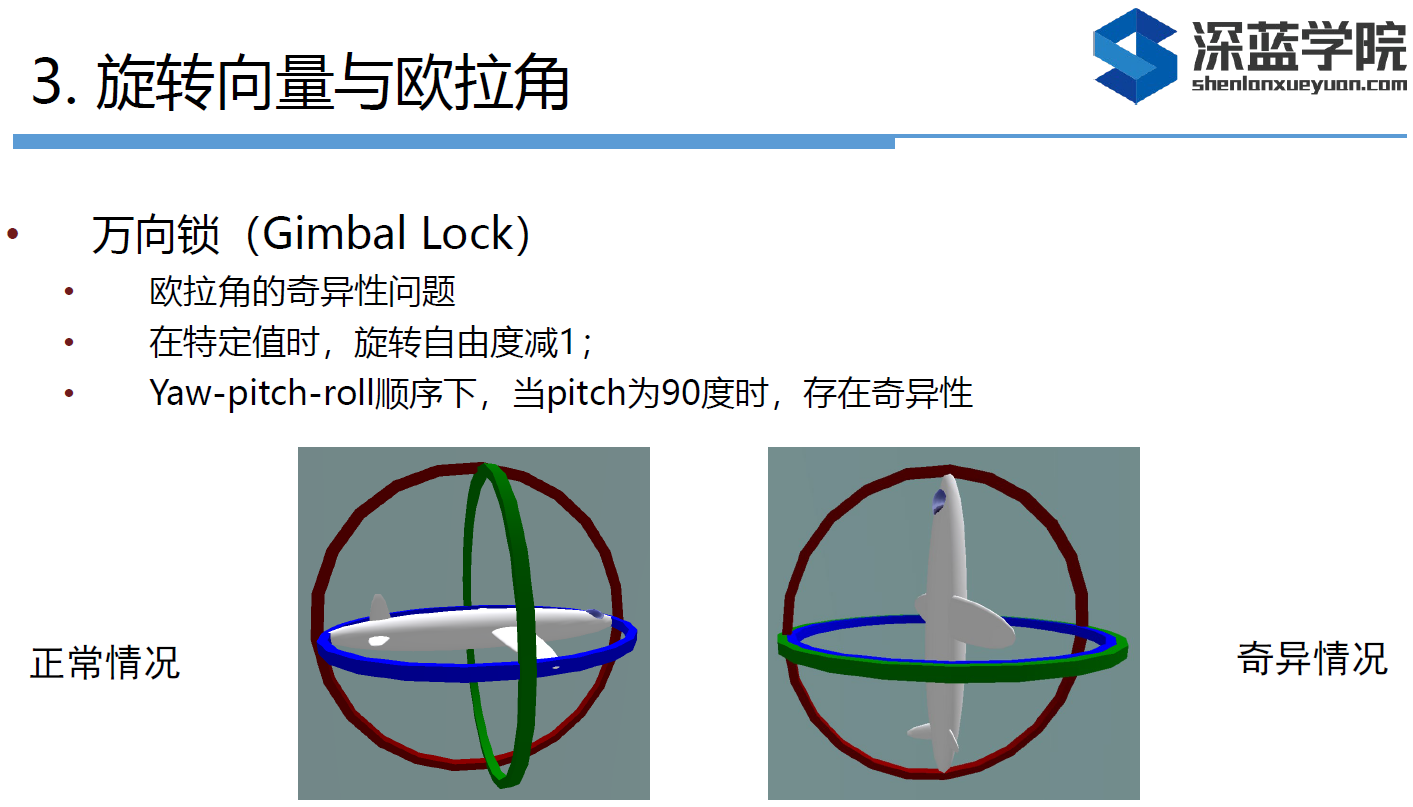 深蓝学院
shenlanxueyuan.com
3. 旋转向量与欧拉角
• 万向锁（Gimbal Lock）
• 欧拉角的奇异性问题
• 在特定值时，旋转自由度减1；
• Yaw-pitch-roll顺序下，当pitch为90度时，存在奇异性
正常情况
奇异情况